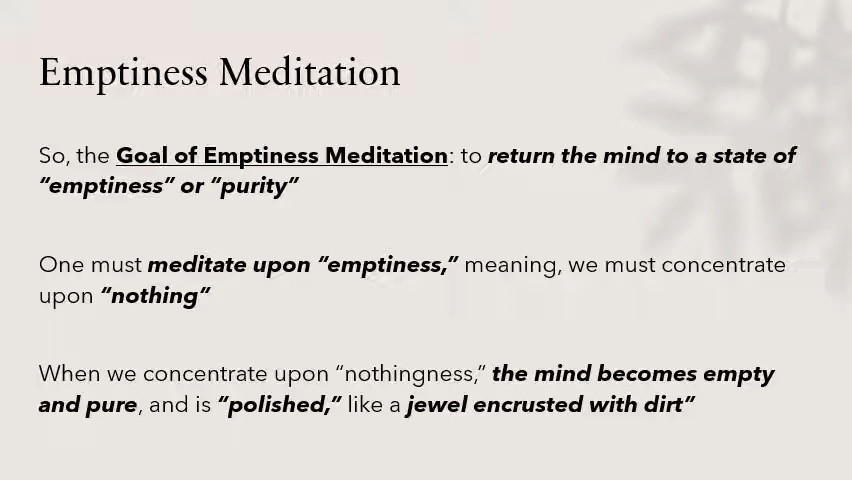 Emptiness Meditation
So, the Goal of Emptiness Meditation: to return the mind to a state of
“emptiness” or “purity”
One must meditate upon “emptiness,” meaning, we must concentrate
upon “nothing”
When we concentrate upon “nothingness,” the mind becomes empty
and pure, and is “polished,” like a jewel encrusted with dirt”